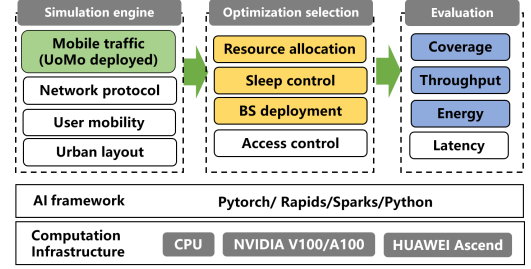 Simulation engine
Optimization selection
Evaluation
Mobile traffic
(UoMo deployed)
Network protocol
User mobility
Urban layout
Resource allocation
Sleep control
BS deployment
Access control
Coverage
Throughput
Energy
Latency
AI framework
Pytorch/ Rapids/Sparks/Python
Computation
Infrastructure
CPU
NVIDIA V100/A100
HUAWEI Ascend